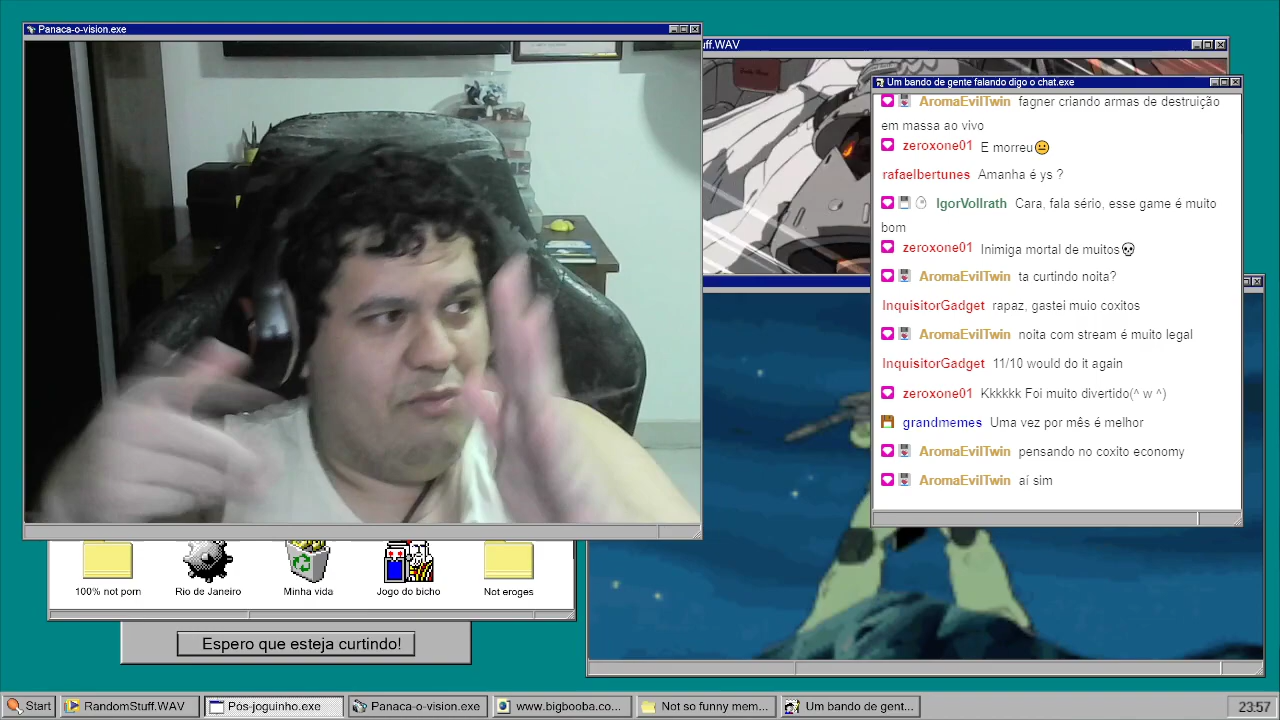 Panaca-o-vision.exe
uff.WAV
Um bando de gente falando digo o chat.exe
AromaEvilTwin fagner criando armas de destruição
em massa ao vivo
zeroxone01 E morreu😐
rafaelbertunes Amanha é ys ?
IgorVollrath Cara, fala sério, esse game é muito
bom
zeroxone01 Inimiga mortal de muitos💀
AromaEvilTwin ta curtindo noita?
InquisitorGadget rapaz, gastei muio coxitos
AromaEvilTwin noita com stream é muito legal
InquisitorGadget 11/10 would do it again
zeroxone01 Kkkkkk Foi muito divertido(^ w ^)
grandmemes Uma vez por mês é melhor
AromaEvilTwin pensando no coxito economy
AromaEvilTwin aí sim
100% not porn
Rio de Janeiro
Minha vida
Jogo do bicho
Not eroges
Espero que esteja curtindo!
Start
randomStuff.WAV
Pós-joguinho.exe
Panaca-o-vision.exe
www.bigbooba.co...
Not so funny mem...
Um bando de gent...
23:57